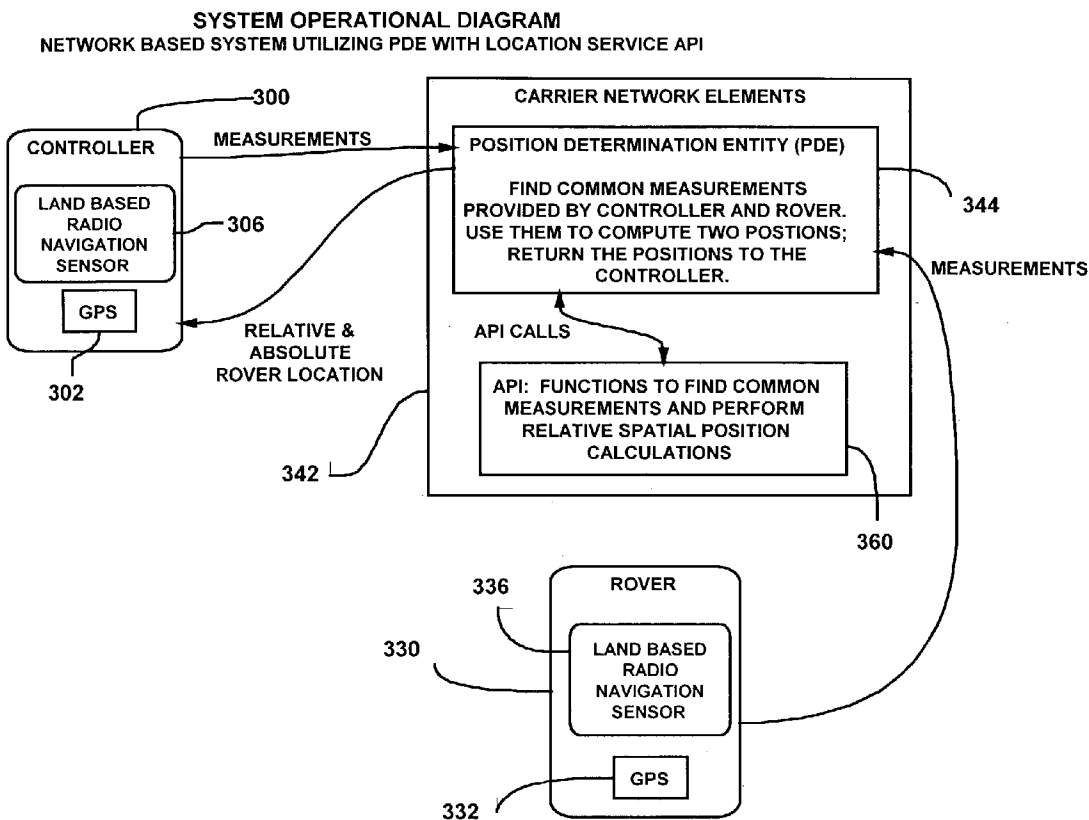 SYSTEM OPERATIONAL DIAGRAM
NETWORK BASED SYSTEM UTILIZING PDE WITH LOCATION SERVICE API
300
CONTROLLER
LAND BASED
RADIO
NAVIGATION
SENSOR
306
GPS
302
MEASUREMENTS
RELATIVE &
ABSOLUTE
ROVER LOCATION
342
CARRIER NETWORK ELEMENTS
POSITION DETERMINATION ENTITY (PDE)
FIND COMMON MEASUREMENTS
PROVIDED BY CONTROLLER AND ROVER.
USE THEM TO COMPUTE TWO POSTIONS;
RETURN THE POSITIONS TO THE
CONTROLLER.
344
MEASUREMENTS
API CALLS
API: FUNCTIONS TO FIND COMMON
MEASUREMENTS AND PERFORM
RELATIVE SPATIAL POSITION
CALCULATIONS
360
ROVER
336
330
LAND BASED
RADIO
NAVIGATION
SENSOR
GPS
332